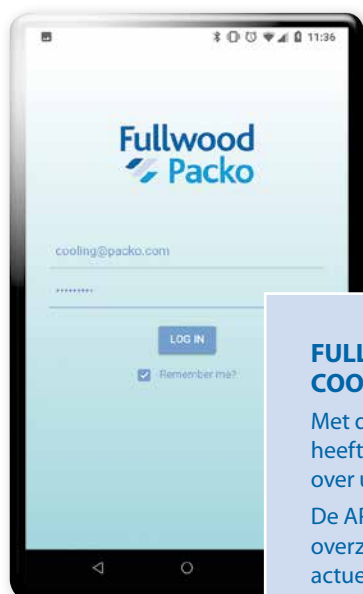 11:36
Fullwood
Packo
cooling@packo.com
LOG IN
Remember me?
FULL
COO
Met d
heeft
over u
De AP
overz
actue